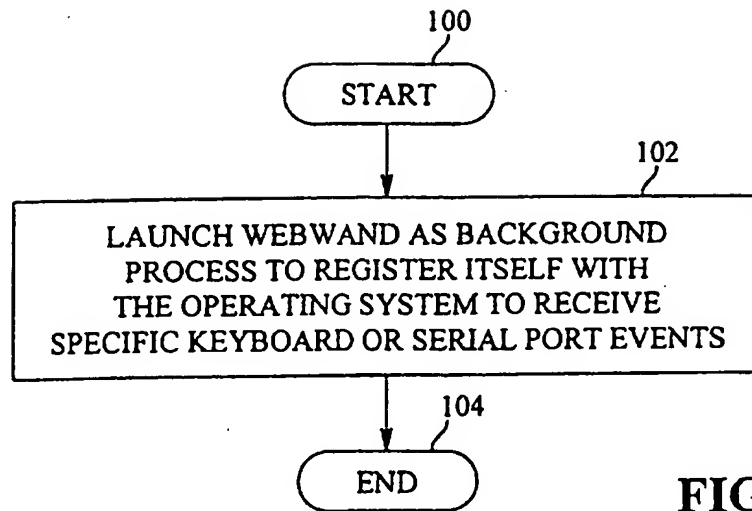 100
START
102
LAUNCH WEBWAND AS BACKGROUND
PROCESS TO REGISTER ITSELF WITH
THE OPERATING SYSTEM TO RECEIVE
SPECIFIC KEYBOARD OR SERIAL PORT EVENTS
104
END
FIG